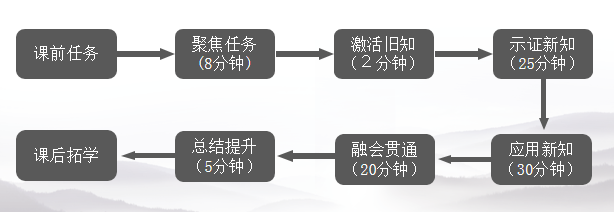 课前任务
聚焦任务
(8分钟)
激活旧知
(2分钟)
示证新知
(25分钟)
应用新知
(30分钟)
融会贯通
(20分钟)
总结提升
(5分钟)
课后拓学